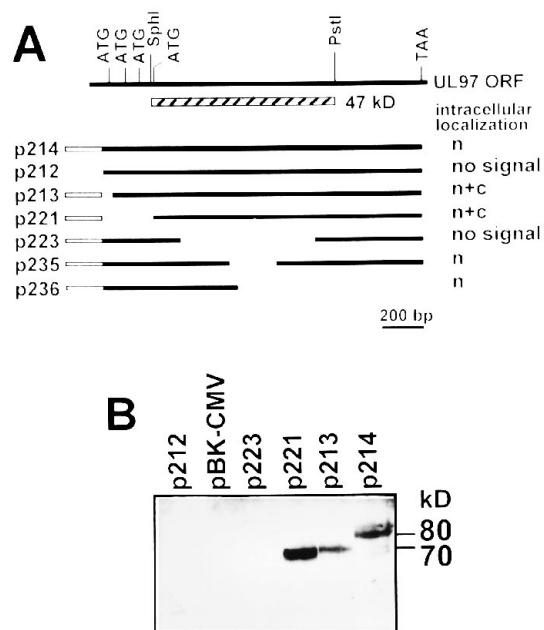 A
ATG
ATG
ATG
SphI
ATG
PstI
TAA
UL97 ORF
47 kD
intracellular
localization
p214 n
p212 no signal
p213 n+c
p221 n+c
p223 no signal
p235 n
p236 n
200 bp
B
p212
pBK-CMV
p223
p221
p213
p214
kD
80
70